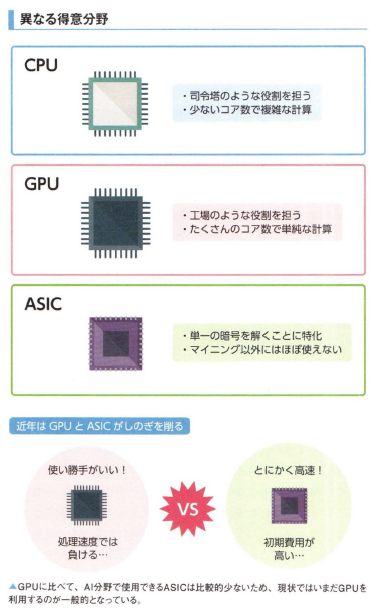 異なる得意分野
CPU
・司令塔のような役割を担う
・少ないコア数で複雑な計算
GPU
・工場のような役割を担う
・たくさんのコア数で単純な計算
ASIC
・単一の暗号を解くことに特化
・マイニング以外にはほぼ使えない
近年は GPU と ASIC がしのぎを削る
使い勝手がいい！
処理速度では
負ける…
VS
とにかく高速！
初期費用が
高い…
▲GPUに比べて、AI分野で使用できるASICは比較的少ないため、現状ではいまだGPUを
利用するのが一般的となっている。